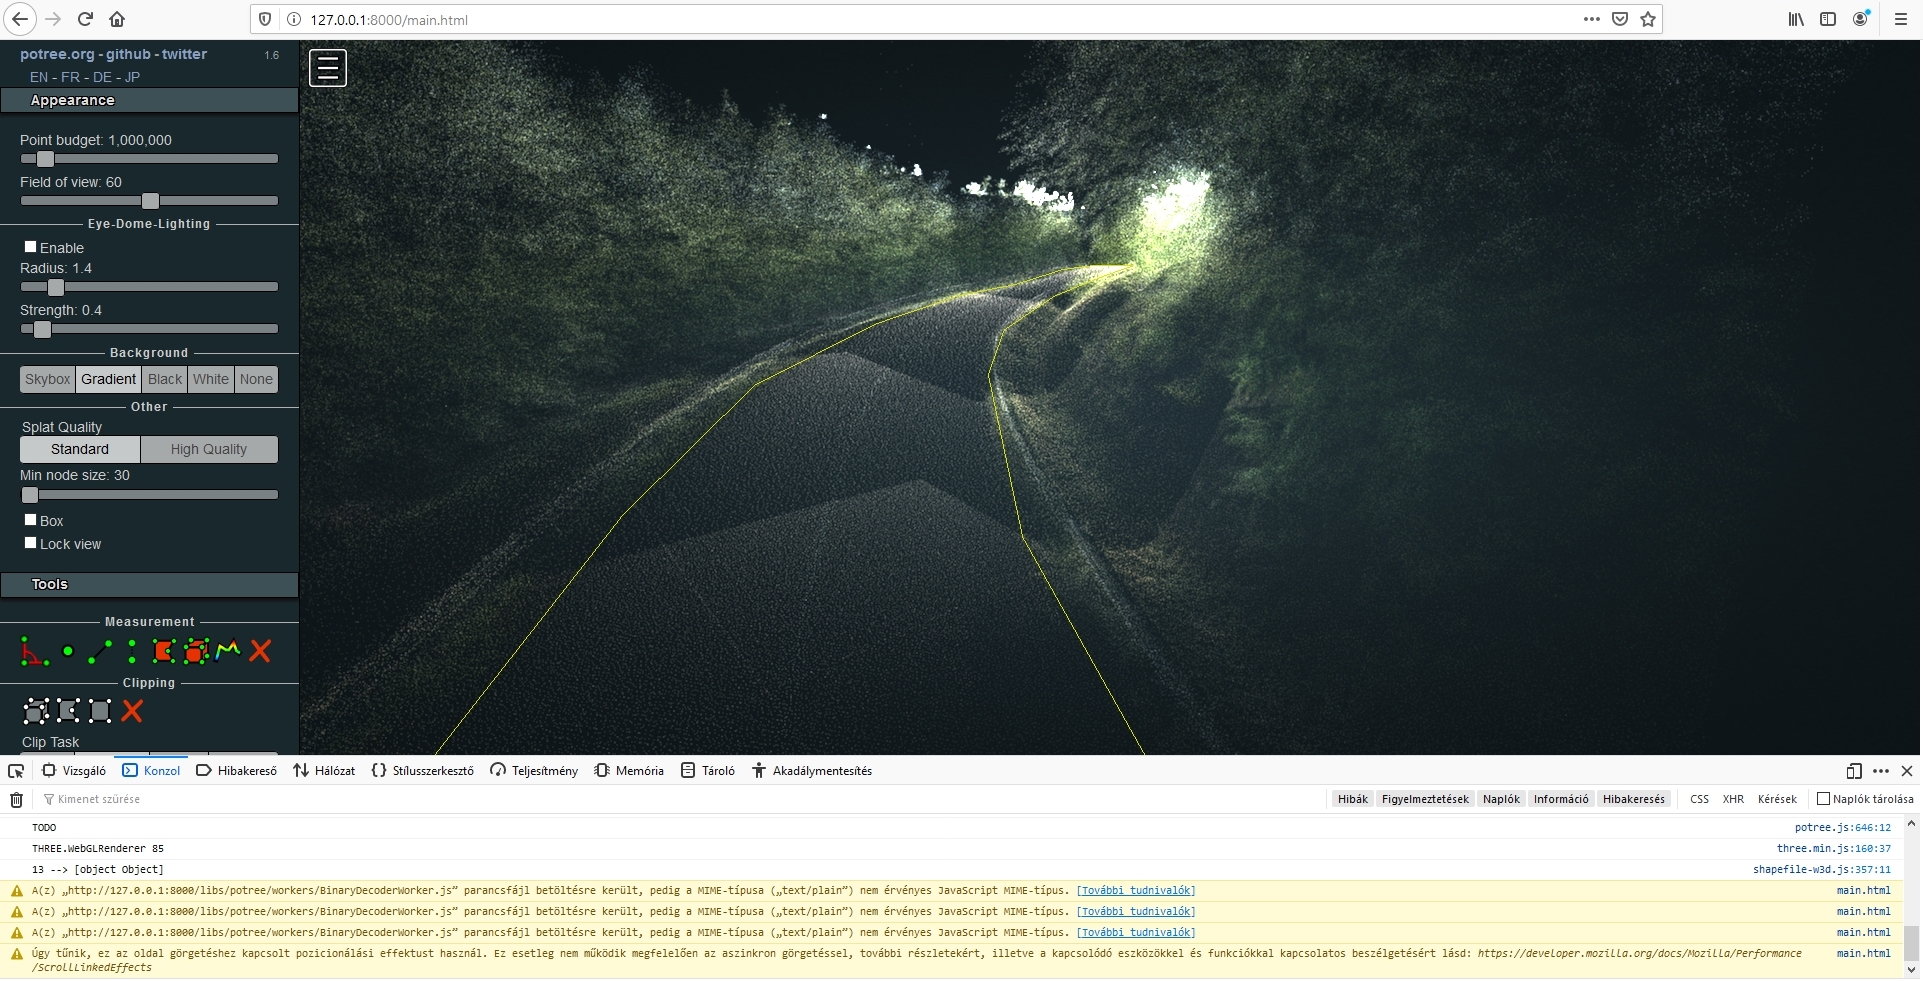 127.0.0.1:8000/main.html
potree.org - github - twitter 1.6
EN - FR - DE - JP
Appearance
Point budget: 1,000,000
Field of view: 60
Eye-Dome-Lighting
Enable
Radius: 1.4
Strength: 0.4
Background
Skybox Gradient Black White None
Other
Splat Quality
Standard High Quality
Min node size: 30
Box
Lock view
Tools
Measurement
Clipping
Clip Task
Vizsgáló Konzol Hibakereső Hálózat Stílusszerkesztő Teljesítmény Memória Tároló Akadálymentesítés
Kimenet szűrése Hibák Figyelmeztetések Naplók Információ Hibakeresés CSS XHR Kérések Naplók tárolása
TODO potree.js:646:12
THREE.WebGLRenderer 85 three.min.js:160:37
13 --> [object Object] shapefile-w3d.js:357:11
A(z) „http://127.0.0.1:8000/libs/potree/workers/BinaryDecoderWorker.js” parancsfájl betöltésre került, pedig a MIME-típusa („text/plain”) nem érvényes JavaScript MIME-típus. [További tudnivalók] main.html
A(z) „http://127.0.0.1:8000/libs/potree/workers/BinaryDecoderWorker.js” parancsfájl betöltésre került, pedig a MIME-típusa („text/plain”) nem érvényes JavaScript MIME-típus. [További tudnivalók] main.html
A(z) „http://127.0.0.1:8000/libs/potree/workers/BinaryDecoderWorker.js” parancsfájl betöltésre került, pedig a MIME-típusa („text/plain”) nem érvényes JavaScript MIME-típus. [További tudnivalók] main.html
Úgy tűnik, ez az oldal görgetéshez kapcsolt pozicionálási effektust használ. Ez esetleg nem működik megfelelően az aszinkron görgetéssel, további részletekért, illetve a kapcsolódó eszközökkel és funkciókkal kapcsolatos beszélgetésért lásd: https://developer.mozilla.org/docs/Mozilla/Performance main.html
/ScrollLinkedEffects